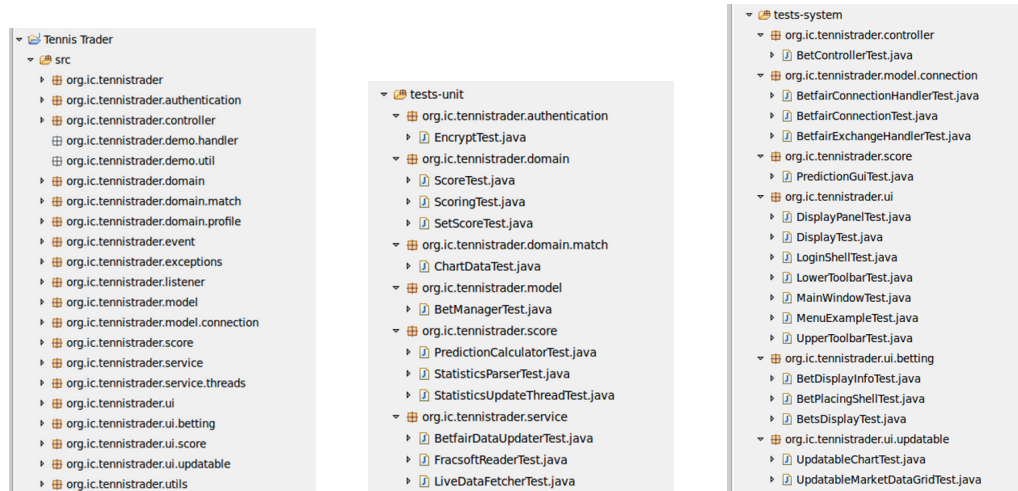 Tennis Trader
src
org.ic.tennistrader
org.ic.tennistrader.authentication
org.ic.tennistrader.controller
org.ic.tennistrader.demo.handler
org.ic.tennistrader.demo.util
org.ic.tennistrader.domain
org.ic.tennistrader.domain.match
org.ic.tennistrader.domain.profile
org.ic.tennistrader.event
org.ic.tennistrader.exceptions
org.ic.tennistrader.listener
org.ic.tennistrader.model
org.ic.tennistrader.model.connection
org.ic.tennistrader.score
org.ic.tennistrader.service
org.ic.tennistrader.service.threads
org.ic.tennistrader.ui
org.ic.tennistrader.ui.betting
org.ic.tennistrader.ui.score
org.ic.tennistrader.ui.updatable
org.ic.tennistrader.utils
tests-unit
org.ic.tennistrader.authentication
EncryptTest.java
org.ic.tennistrader.domain
ScoreTest.java
ScoringTest.java
SetScoreTest.java
org.ic.tennistrader.domain.match
ChartDataTest.java
org.ic.tennistrader.model
BetManagerTest.java
org.ic.tennistrader.score
PredictionCalculatorTest.java
StatisticsParserTest.java
StatisticsUpdateThreadTest.java
org.ic.tennistrader.service
BetfairDataUpdaterTest.java
FracsoftReaderTest.java
LiveDataFetcherTest.java
tests-system
org.ic.tennistrader.controller
BetControllerTest.java
org.ic.tennistrader.model.connection
BetfairConnectionHandlerTest.java
BetfairConnectionTest.java
BetfairExchangeHandlerTest.java
org.ic.tennistrader.score
PredictionGuiTest.java
org.ic.tennistrader.ui
DisplayPanelTest.java
DisplayTest.java
LoginShellTest.java
LowerToolbarTest.java
MainWindowTest.java
MenuExampleTest.java
UpperToolbarTest.java
org.ic.tennistrader.ui.betting
BetDisplayInfoTest.java
BetPlacingShellTest.java
BetsDisplayTest.java
org.ic.tennistrader.ui.updatable
UpdatableChartTest.java
UpdatableMarketDataGridTest.java